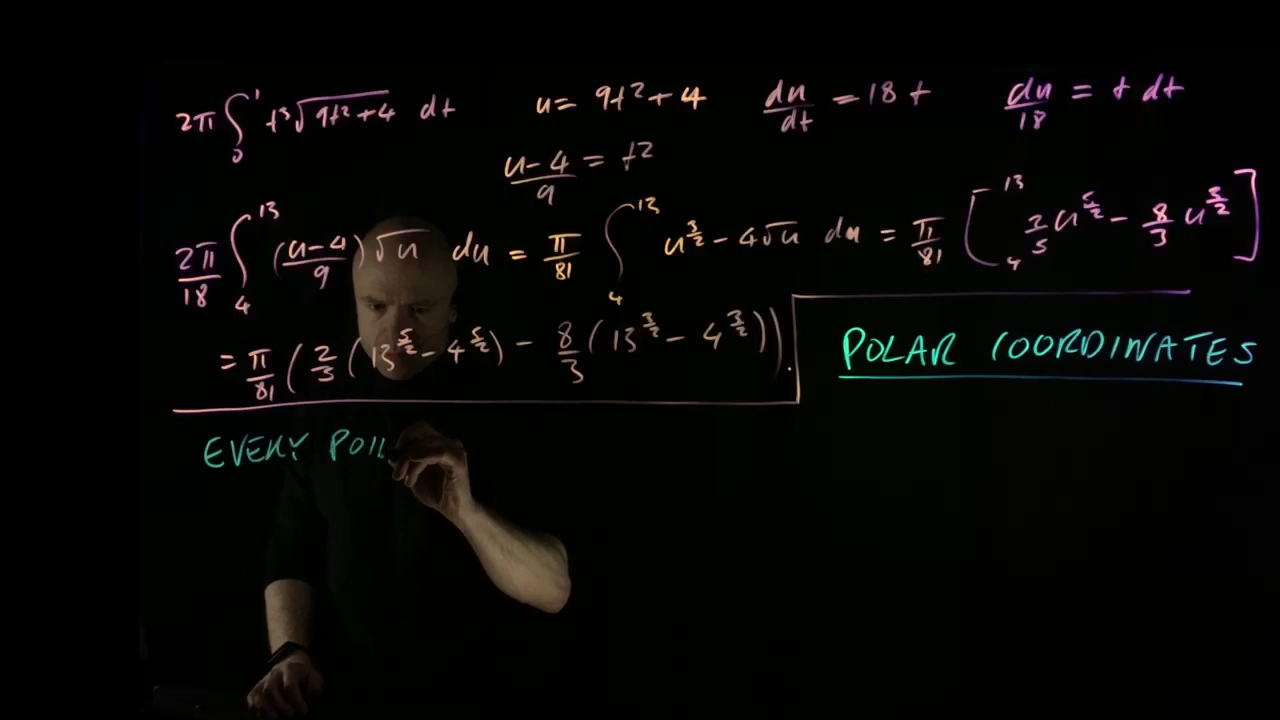 2π ∫₀¹ t³√(9t²+4) dt    u = 9t²+4    du/dt = 18t    du/18 = t dt
(u-4)/9 = t²
2π/18 ∫₄¹³ ((u-4)/9)√u du = π/81 ∫₄¹³ u^(3/2) - 4√u du = π/81 [₄¹³ 2/5 u^(5/2) - 8/3 u^(3/2)]
= π/81 (2/5 (13^(5/2) - 4^(5/2)) - 8/3 (13^(3/2) - 4^(3/2))).
POLAR COORDINATES
EVERY